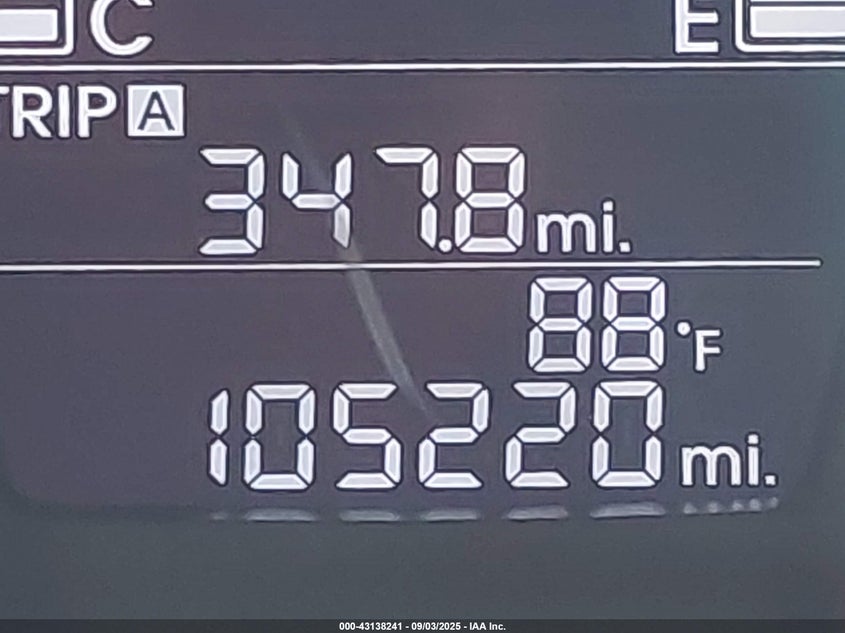 C E
TRIP A
347.8 mi.
88 °F
105220 mi.
000-43138241 - 09/03/2025 - IAA Inc.